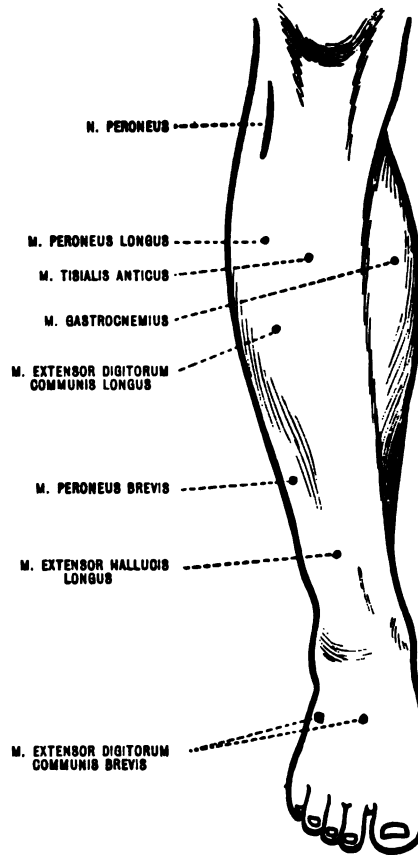 N. PERONEUS
M. PERONEUS LONGUS
M. TIBIALIS ANTICUS
M. GASTROCNEMIUS
M. EXTENSOR DIGITORUM
COMMUNIS LONGUS
M. PERONEUS BREVIS
M. EXTENSOR HALLUCIS
LONGUS
M. EXTENSOR DIGITORUM
COMMUNIS BREVIS